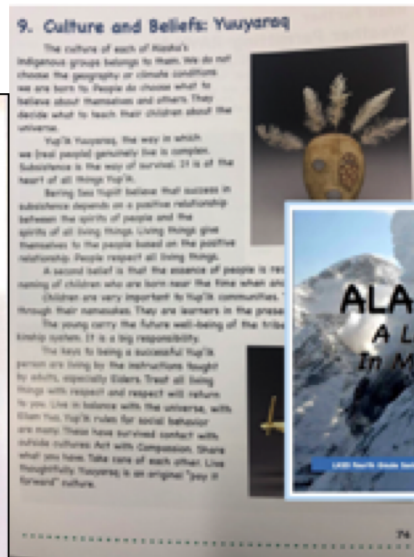 9. Culture and Beliefs: Yuuyaraq
The culture of each of Alaska's
indigenous groups belongs to them. We do not
choose the geography or climate conditions
we are born to. People do choose what to
believe about themselves and others. They
decide what to teach their children about the
universe.
Yup'ik Yuuyaraq, the way in which
we (real people) genuinely live is complex.
Subsistence is the way of survival. It is at the
heart of all things Yup'ik.
Bering Sea Yupiit believe that success in
subsistence depends on a positive relationship
between the spirits of people and the
spirits of all living things. Living things give
themselves to the people based on the positive
relationship. People respect all living things.
A second belief is that the essence of people is
naming of children who are born near the time when
Children are very important to Yup'ik communities.
through their namesakes. They are learners in the
The young carry the future well-being of the tribe
kinship system. It is a big responsibility.
The keys to being a successful Yup'ik
person are living by the instructions taught
by adults, especially Elders. Treat all living
things with respect and respect will return
to you. Live in balance with the universe, with
Yup'ik rules for social behavior
are many. These have survived contact with
outside cultures: Act with Compassion. Share
what you have. Take care of each other. Live
thoughtfully. Yuuyaraq is an original "pay it
forward" culture.
ALA
A L
In
76